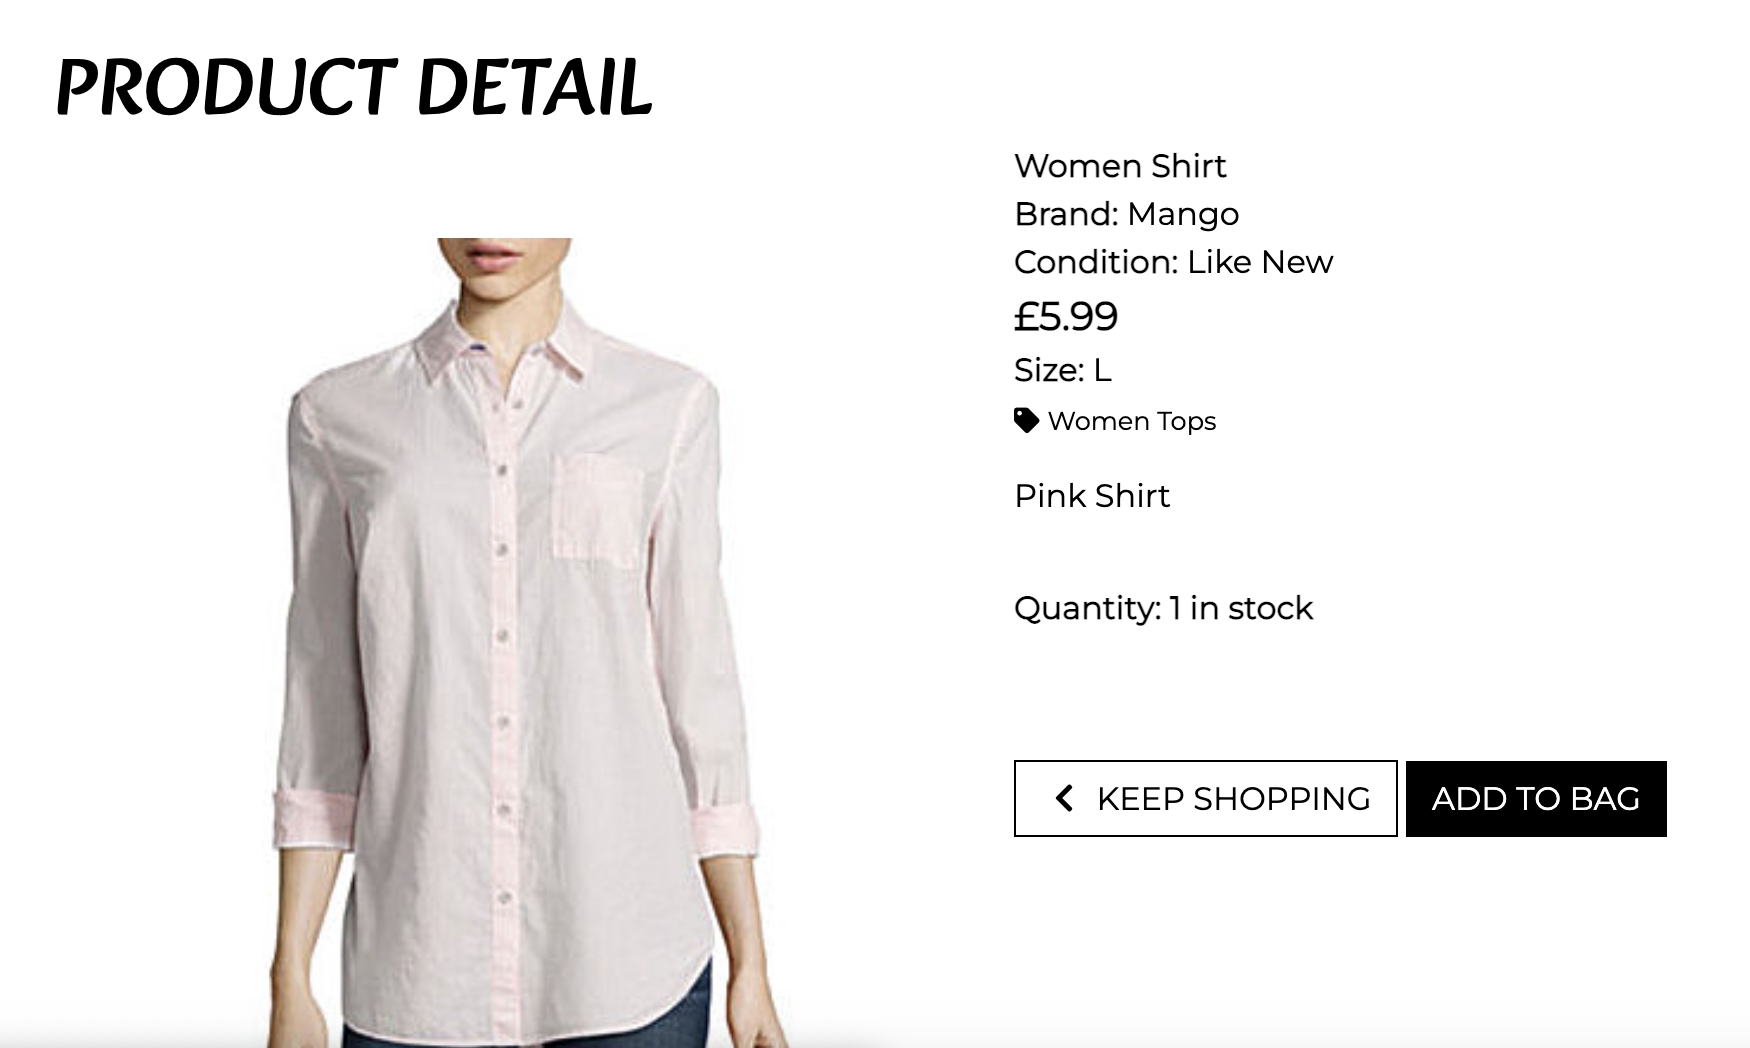 PRODUCT DETAIL
Women Shirt
Brand: Mango
Condition: Like New
£5.99
Size: L
Women Tops
Pink Shirt
Quantity: 1 in stock
KEEP SHOPPING
ADD TO BAG